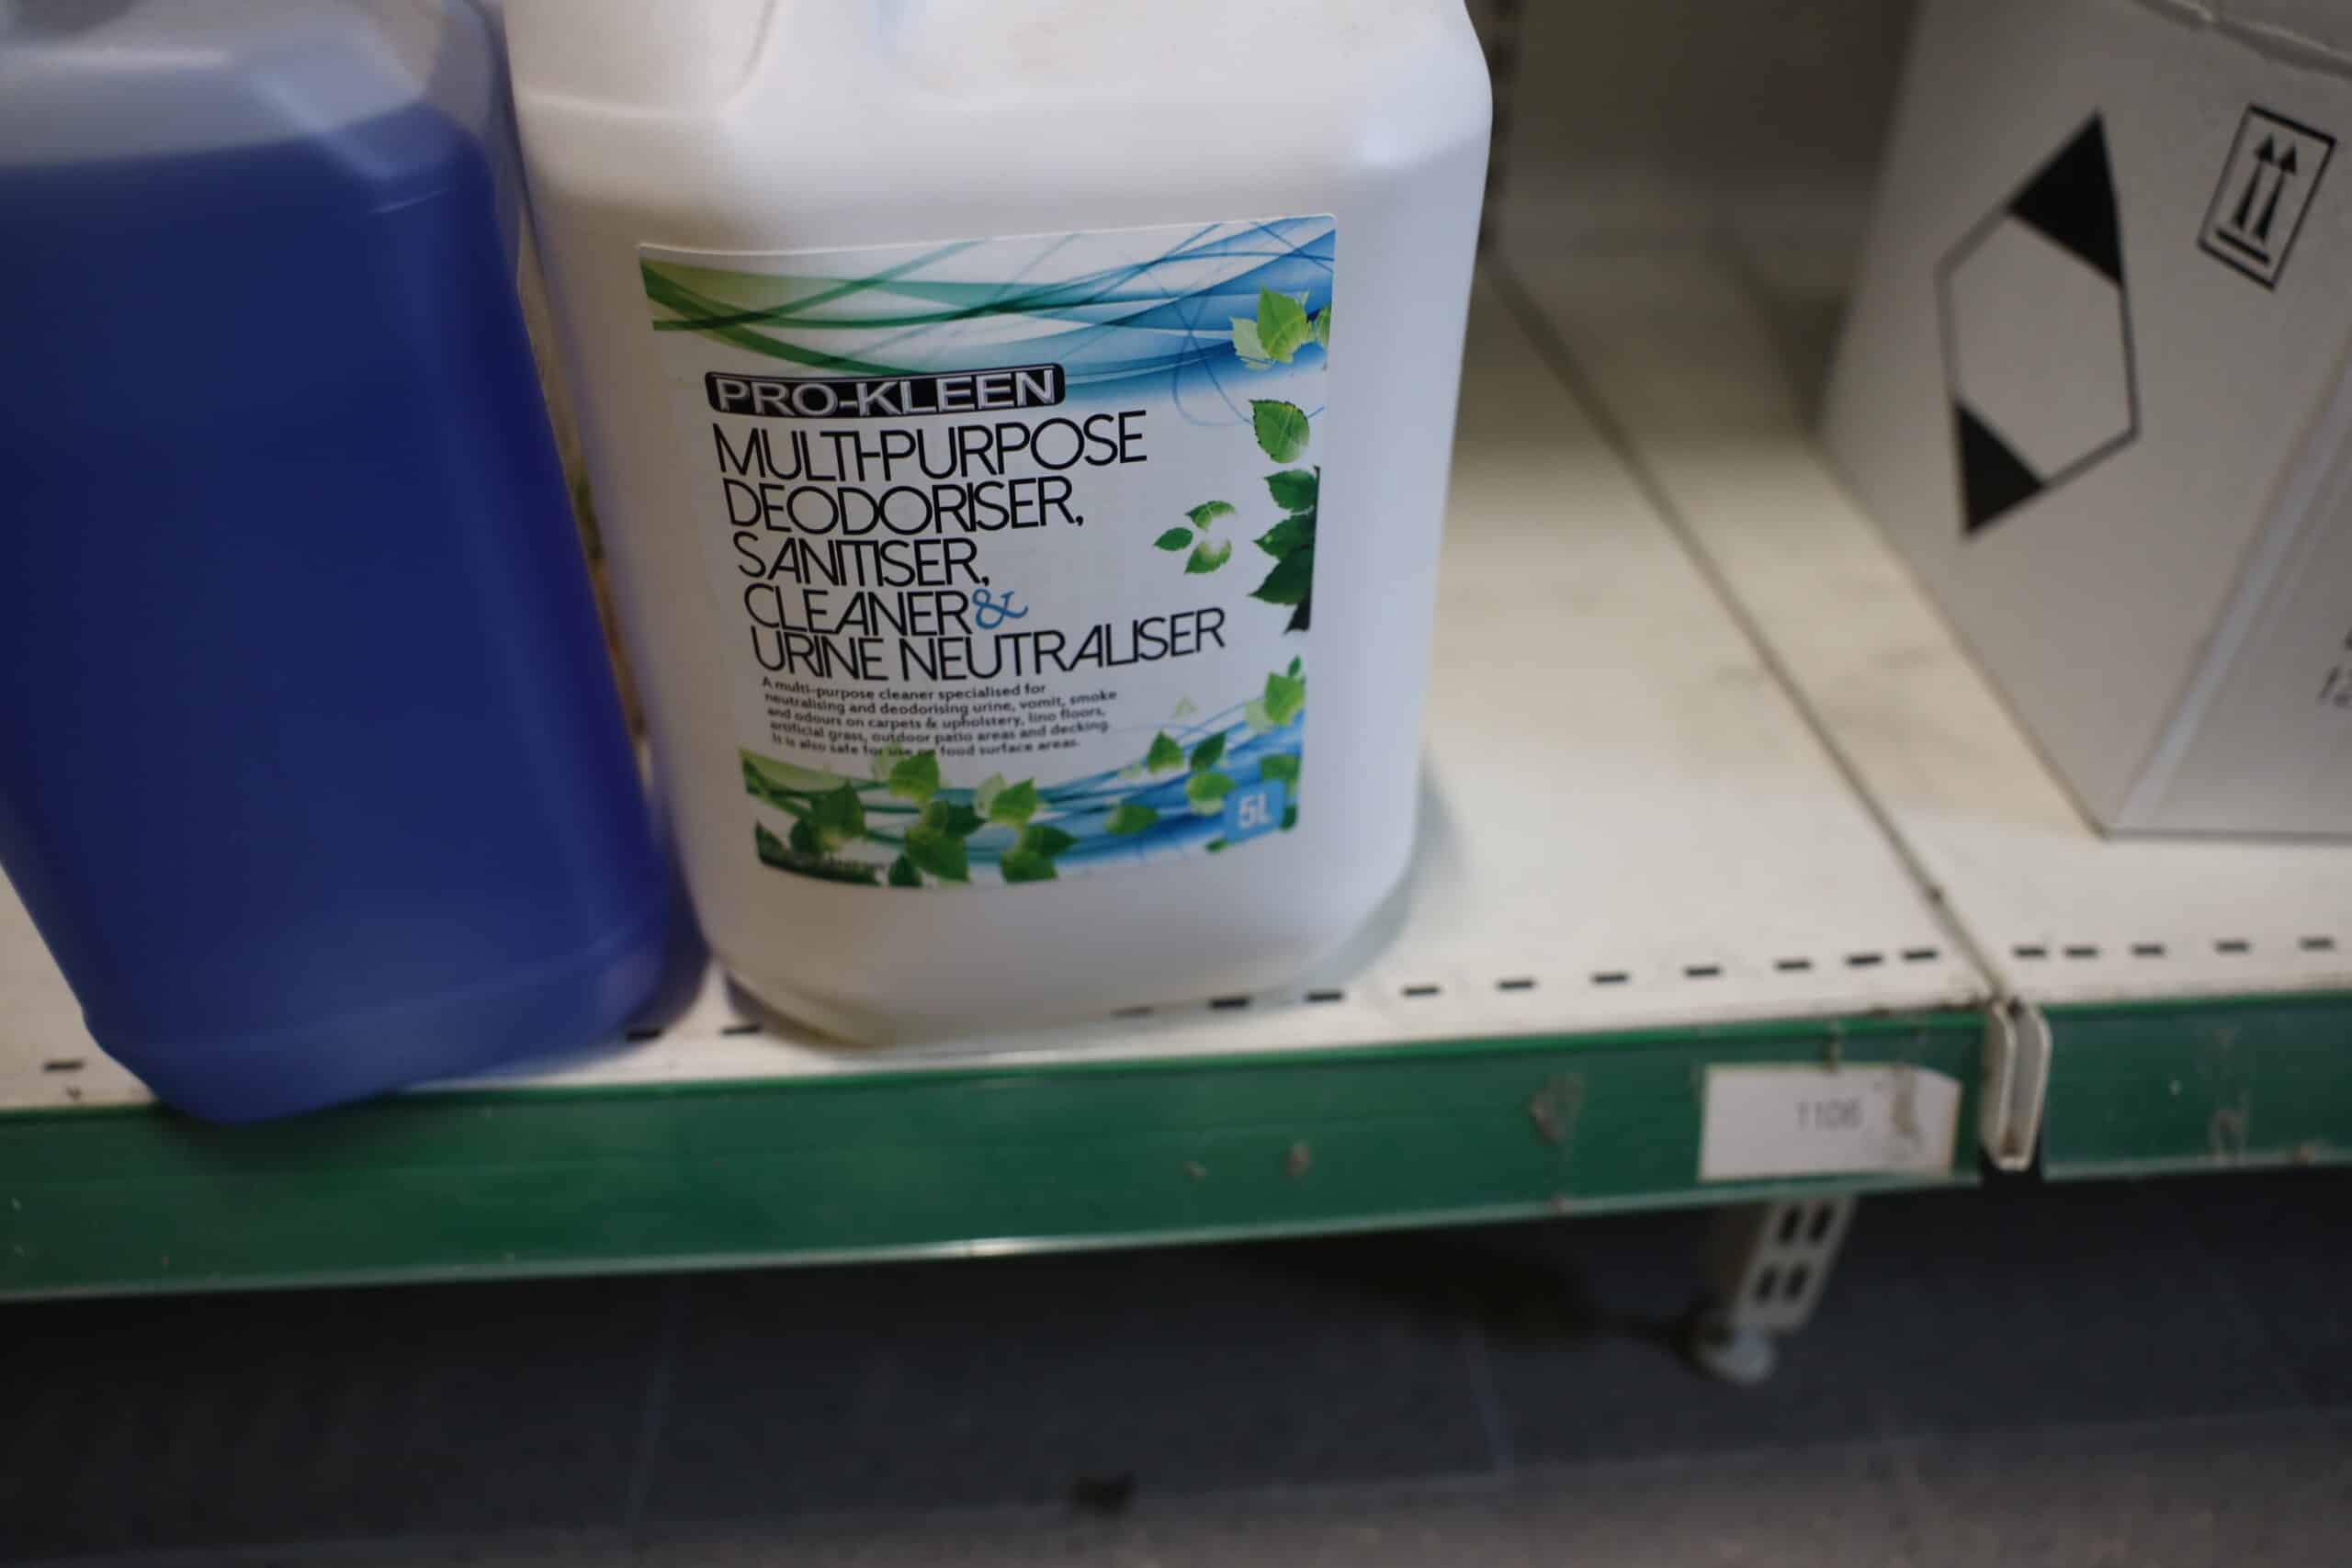 PRO-KLEEN
MULTI-PURPOSE
DEODORISER,
SANITISER,
CLEANER &
URINE NEUTRALISER
A multi-purpose cleaner specialised for
neutralising and deodorising urine, vomit, smoke
and odours on carpets & upholstery, lino floors,
artificial grass, outdoor patio areas and decking.
It is also safe for use on food surface areas.
5L
1106